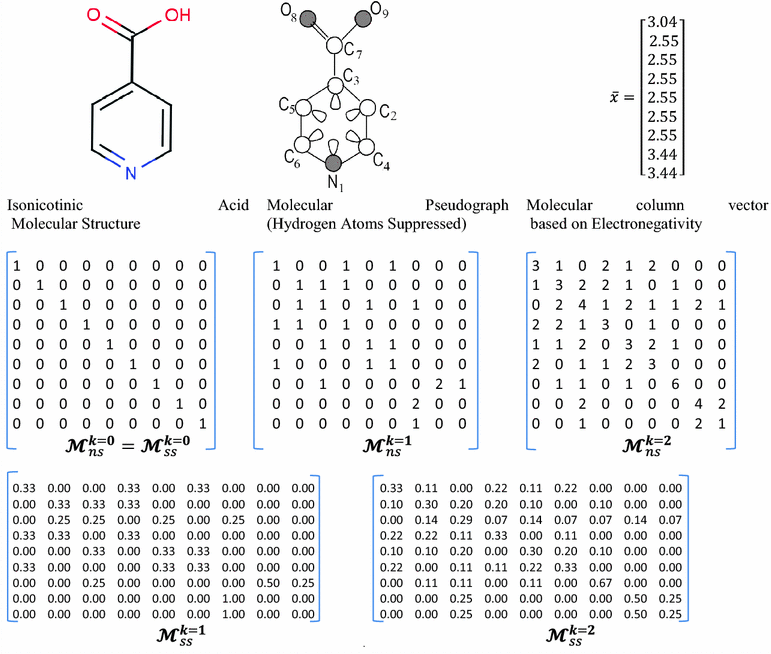 O
OH
N
O8
O9
C7
C3
C5
C2
C6
C4
N1
x̄ =
3.04
2.55
2.55
2.55
2.55
2.55
2.55
3.44
3.44
Isonicotinic Acid
Molecular Structure
Molecular Pseudograph
(Hydrogen Atoms Suppressed)
Molecular column vector
based on Electronegativity
1 0 0 0 0 0 0 0 0
0 1 0 0 0 0 0 0 0
0 0 1 0 0 0 0 0 0
0 0 0 1 0 0 0 0 0
0 0 0 0 1 0 0 0 0
0 0 0 0 0 1 0 0 0
0 0 0 0 0 0 1 0 0
0 0 0 0 0 0 0 1 0
0 0 0 0 0 0 0 0 1
𝓜_ns^k=0 = 𝓜_ss^k=0
1 0 0 1 0 1 0 0 0
0 1 1 1 0 0 0 0 0
0 1 1 0 1 0 1 0 0
1 1 0 1 0 0 0 0 0
0 0 1 0 1 1 0 0 0
1 0 0 0 1 1 0 0 0
0 0 1 0 0 0 0 2 1
0 0 0 0 0 0 2 0 0
0 0 0 0 0 0 1 0 0
𝓜_ns^k=1
3 1 0 2 1 2 0 0 0
1 3 2 2 1 0 1 0 0
0 2 4 1 2 1 1 2 1
2 2 1 3 0 1 0 0 0
1 1 2 0 3 2 1 0 0
2 0 1 1 2 3 0 0 0
0 1 1 0 1 0 6 0 0
0 0 2 0 0 0 0 4 2
0 0 1 0 0 0 0 2 1
𝓜_ns^k=2
0.33 0.00 0.00 0.33 0.00 0.33 0.00 0.00 0.00
0.00 0.33 0.33 0.33 0.00 0.00 0.00 0.00 0.00
0.00 0.25 0.25 0.00 0.25 0.00 0.25 0.00 0.00
0.33 0.33 0.00 0.33 0.00 0.00 0.00 0.00 0.00
0.00 0.00 0.33 0.00 0.33 0.33 0.00 0.00 0.00
0.33 0.00 0.00 0.00 0.33 0.33 0.00 0.00 0.00
0.00 0.00 0.25 0.00 0.00 0.00 0.00 0.50 0.25
0.00 0.00 0.00 0.00 0.00 0.00 1.00 0.00 0.00
0.00 0.00 0.00 0.00 0.00 0.00 1.00 0.00 0.00
𝓜_ss^k=1
0.33 0.11 0.00 0.22 0.11 0.22 0.00 0.00 0.00
0.10 0.30 0.20 0.20 0.10 0.00 0.10 0.00 0.00
0.00 0.14 0.29 0.07 0.14 0.07 0.07 0.14 0.07
0.22 0.22 0.11 0.33 0.00 0.11 0.00 0.00 0.00
0.10 0.10 0.20 0.00 0.30 0.20 0.10 0.00 0.00
0.22 0.00 0.11 0.11 0.22 0.33 0.00 0.00 0.00
0.00 0.11 0.11 0.00 0.11 0.00 0.67 0.00 0.00
0.00 0.00 0.25 0.00 0.00 0.00 0.00 0.50 0.25
0.00 0.00 0.25 0.00 0.00 0.00 0.00 0.50 0.25
𝓜_ss^k=2